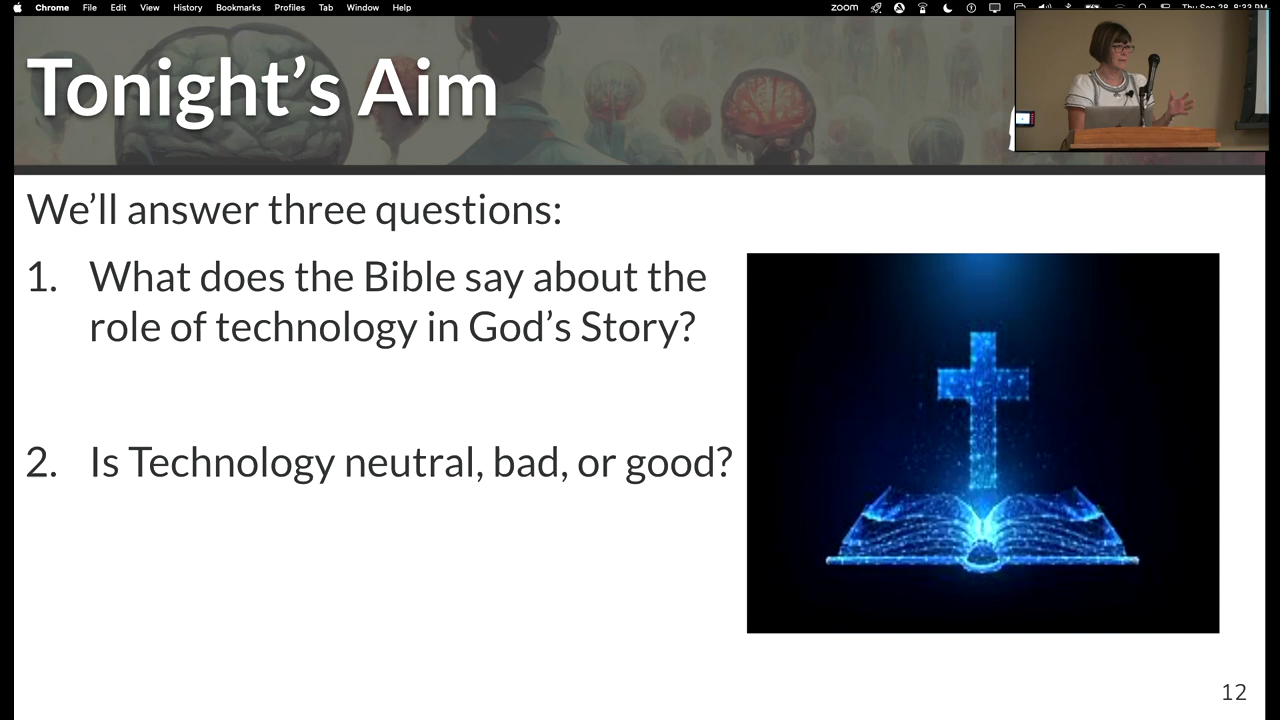 Chrome File Edit View History Bookmarks Profiles Tab Window Help zoom
Tonight's Aim
We'll answer three questions:
1. What does the Bible say about the
role of technology in God's Story?
2. Is Technology neutral, bad, or good?
12